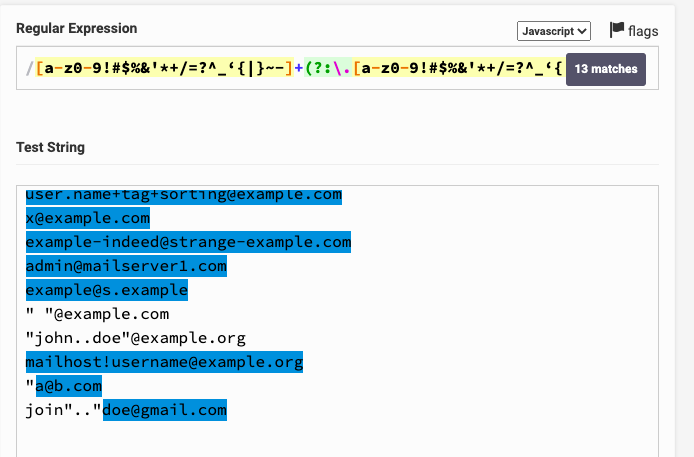 Regular Expression
Javascript
flags
/[a-z0-9!#$%&'*+/=?^_‘{|}~-]+(?:\.[a-z0-9!#$%&'*+/=?^_‘{
13 matches
Test String
user.name+tag+sorting@example.com
x@example.com
example-indeed@strange-example.com
admin@mailserver1.com
example@s.example
" "@example.com
"john..doe"@example.org
mailhost!username@example.org
"a@b.com
join".."doe@gmail.com